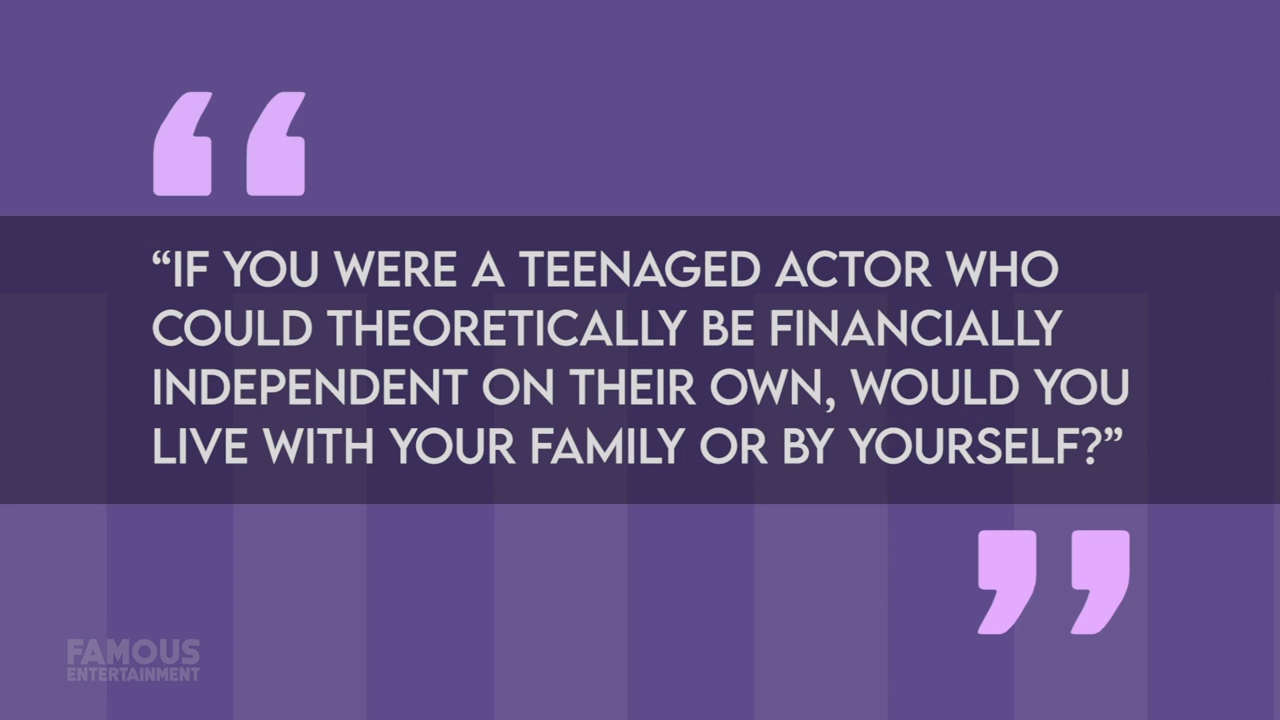 “IF YOU WERE A TEENAGED ACTOR WHO
COULD THEORETICALLY BE FINANCIALLY
INDEPENDENT ON THEIR OWN, WOULD YOU
LIVE WITH YOUR FAMILY OR BY YOURSELF?”
FAMOUS
ENTERTAINMENT